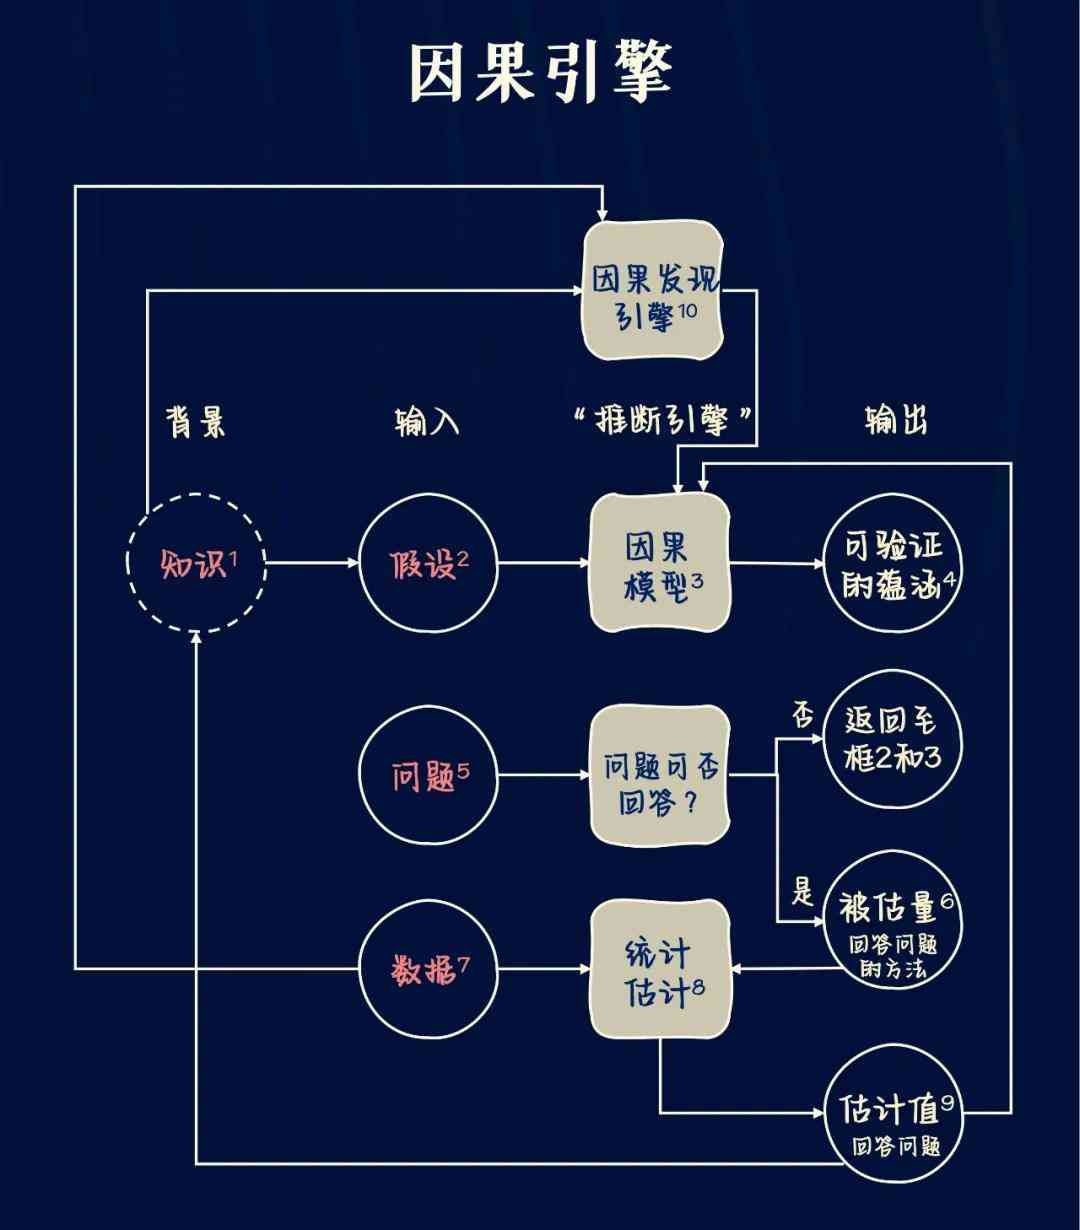 因果引擎
因果发现
引擎10
背景
输入
“推断引擎”
输出
知识1
假设2
因果
模型3
可验证
的蕴涵4
问题5
问题可否
回答？
否
返回至
框2和3
是
被估量6
回答问题
的方法
数据7
统计
估计8
估计值9
回答问题